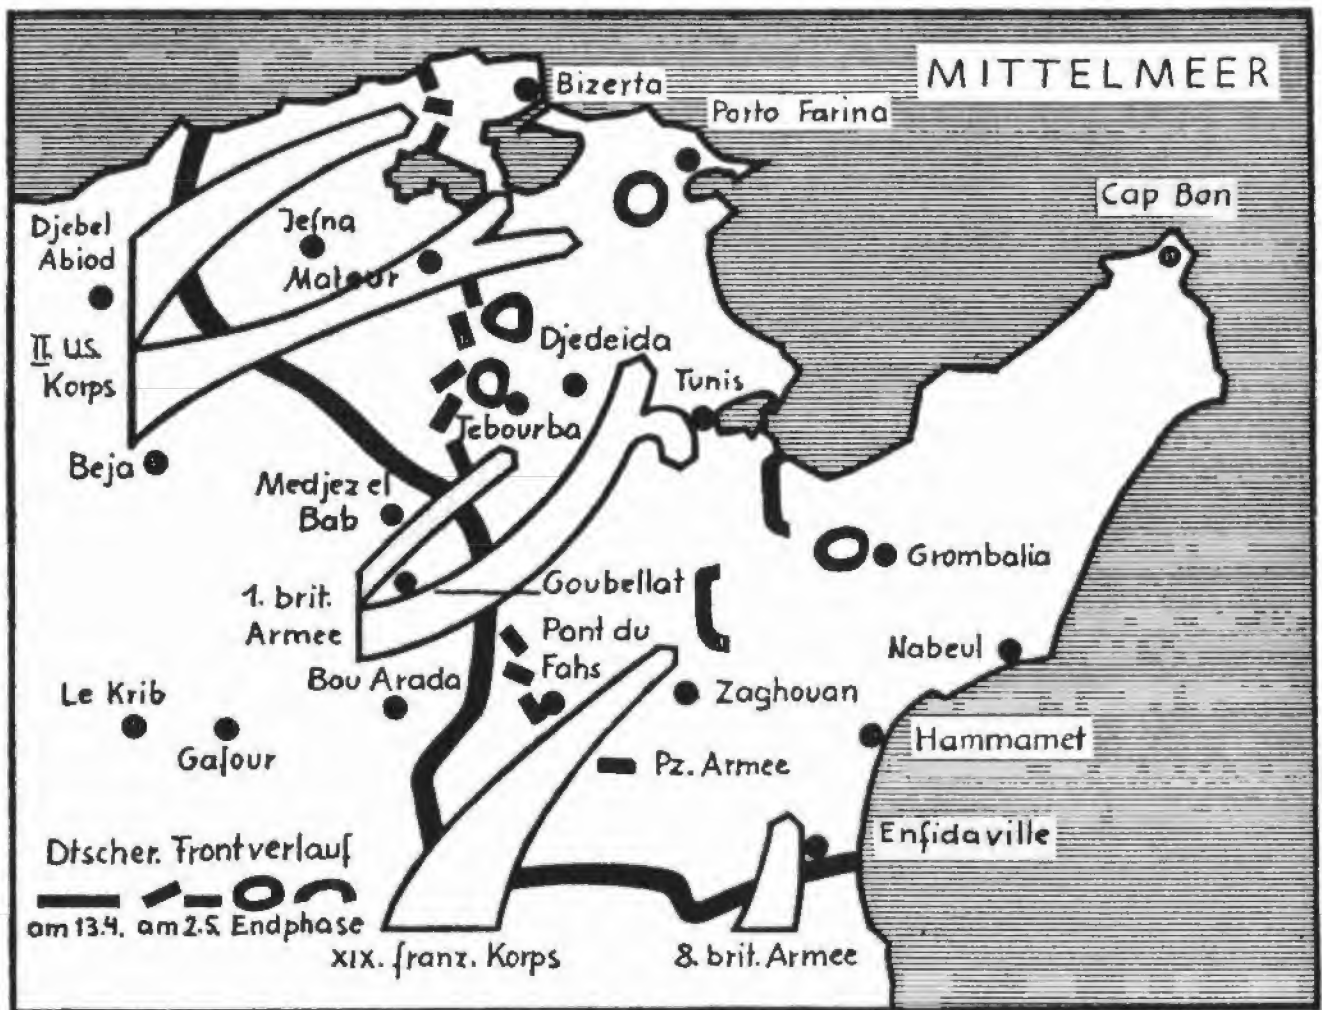 MITTELMEER
Bizerta
Porto Farina
Cap Bon
Djebel
Abiod
Jefna
Mateur
II. U.S.
Korps
Djedeida
Tunis
Tebourba
Beja
Medjez el
Bab
Grombalia
1. brit.
Armee
Goubellat
Pont du
Fahs
Nabeul
Bou Arada
Le Krib
Zaghouan
Gafour
Hammamet
Pz. Armee
Enfidaville
Dtscher. Frontverlauf
am 13.4. am 2.5. Endphase
XIX. franz. Korps
8. brit. Armee